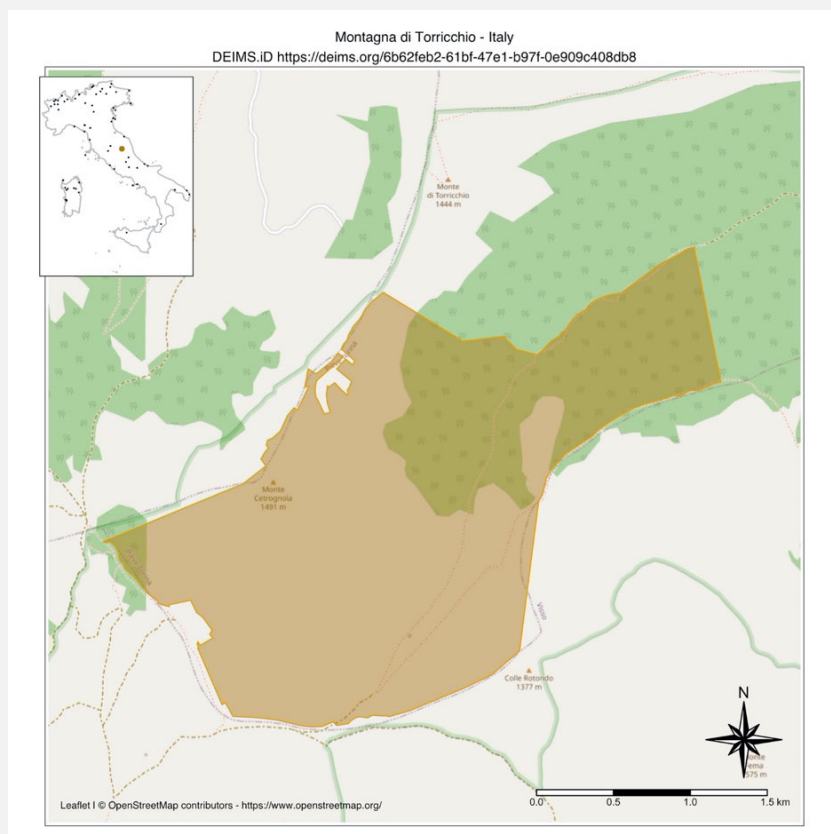 Montagna di Torricchio - Italy
DEIMS.iD https://deims.org/6b62feb2-61bf-47e1-b97f-0e909c408db8
Monte
di Torricchio
1444 m
Monte
Cetrognola
1491 m
Visso
Colle Rotondo
1377 m
N
Leaflet | © OpenStreetMap contributors - https://www.openstreetmap.org/
0.0
0.5
1.0
1.5 km